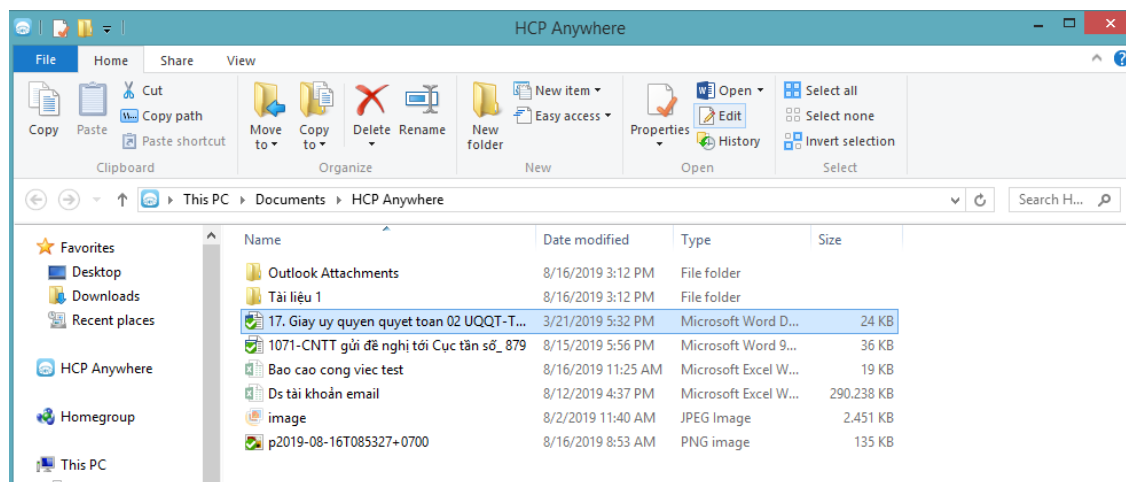 HCP Anywhere
File Home Share View
Copy
Paste
Cut
Copy path
Paste shortcut
Clipboard
Move to
Copy to
Delete
Rename
Organize
New folder
New item
Easy access
New
Properties
Open
Edit
History
Open
Select all
Select none
Invert selection
Select
This PC Documents HCP Anywhere
Search H...
Favorites
Desktop
Downloads
Recent places
HCP Anywhere
Homegroup
This PC
Name Date modified Type Size
Outlook Attachments 8/16/2019 3:12 PM File folder
Tài liệu 1 8/16/2019 3:12 PM File folder
17. Giay uy quyen quyet toan 02 UQQT-T... 3/21/2019 5:32 PM Microsoft Word D... 24 KB
1071-CNTT gửi đề nghị tới Cục tần số_ 879 8/15/2019 5:56 PM Microsoft Word 9... 36 KB
Bao cao cong viec test 8/16/2019 11:25 AM Microsoft Excel W... 19 KB
Ds tài khoản email 8/12/2019 4:37 PM Microsoft Excel W... 290.238 KB
image 8/2/2019 11:40 AM JPEG Image 2.451 KB
p2019-08-16T085327+0700 8/16/2019 8:53 AM PNG image 135 KB